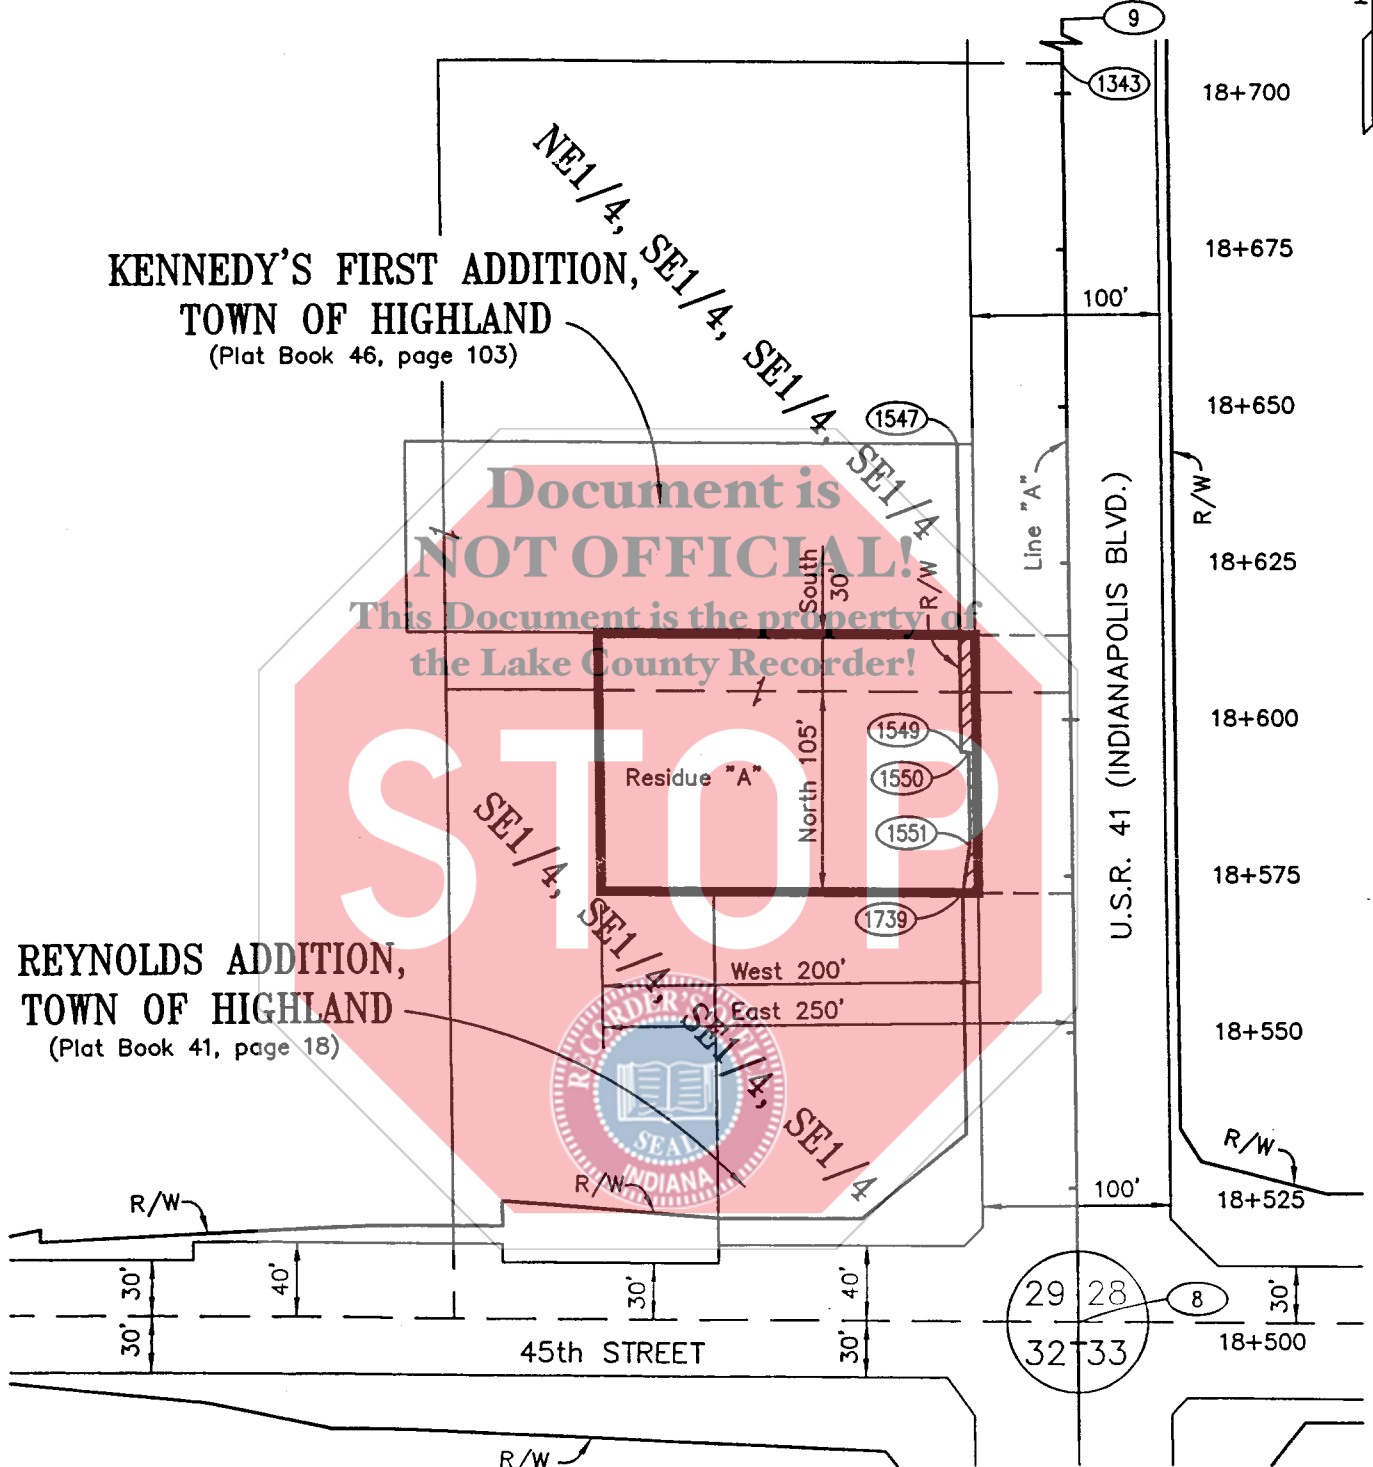 9
1343
18+700
NE1/4, SE1/4, SE1/4, SE1/4
18+675
KENNEDY'S FIRST ADDITION,
TOWN OF HIGHLAND
(Plat Book 46, page 103)
100'
18+650
1547
Line "A"
R/W
U.S.R. 41 (INDIANAPOLIS BLVD.)
Document is
NOT OFFICIAL!
This Document is the property of
the Lake County Recorder!
18+625
South
30'
R/W
STOP
18+600
1549
Residue "A"
1550
North 105'
1551
18+575
1739
SE1/4, SE1/4, SE1/4, SE1/4
REYNOLDS ADDITION,
TOWN OF HIGHLAND
(Plat Book 41, page 18)
West 200'
East 250'
18+550
RECORDER'S OFFICE
SEAL
INDIANA
R/W
R/W
R/W
100'
18+525
30'
40'
30'
40'
29 28
8
30'
30'
45th STREET
30'
32 33
18+500
R/W